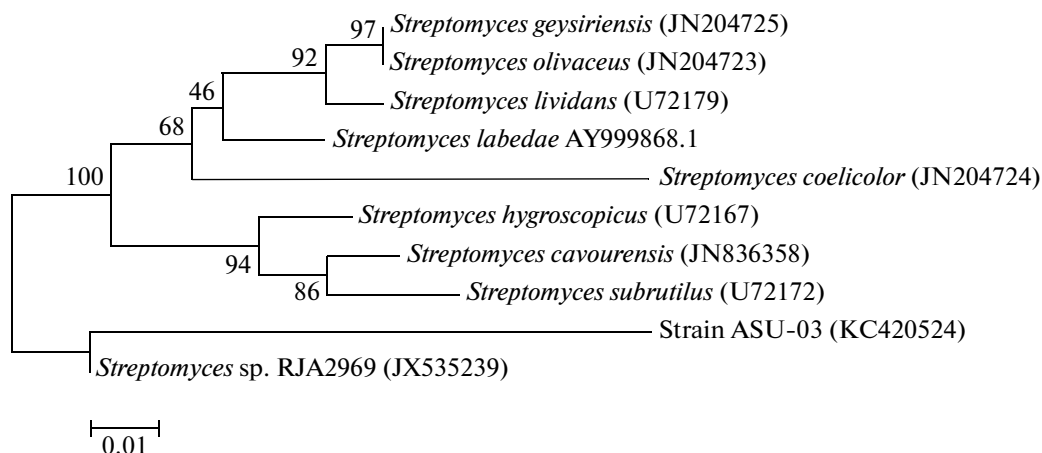 97
Streptomyces geysiriensis (JN204725)
92
Streptomyces olivaceus (JN204723)
46
Streptomyces lividans (U72179)
68
Streptomyces labedae AY999868.1
100
Streptomyces coelicolor (JN204724)
Streptomyces hygroscopicus (U72167)
94
Streptomyces cavourensis (JN836358)
86
Streptomyces subrutilus (U72172)
Strain ASU-03 (KC420524)
Streptomyces sp. RJA2969 (JX535239)
0.01